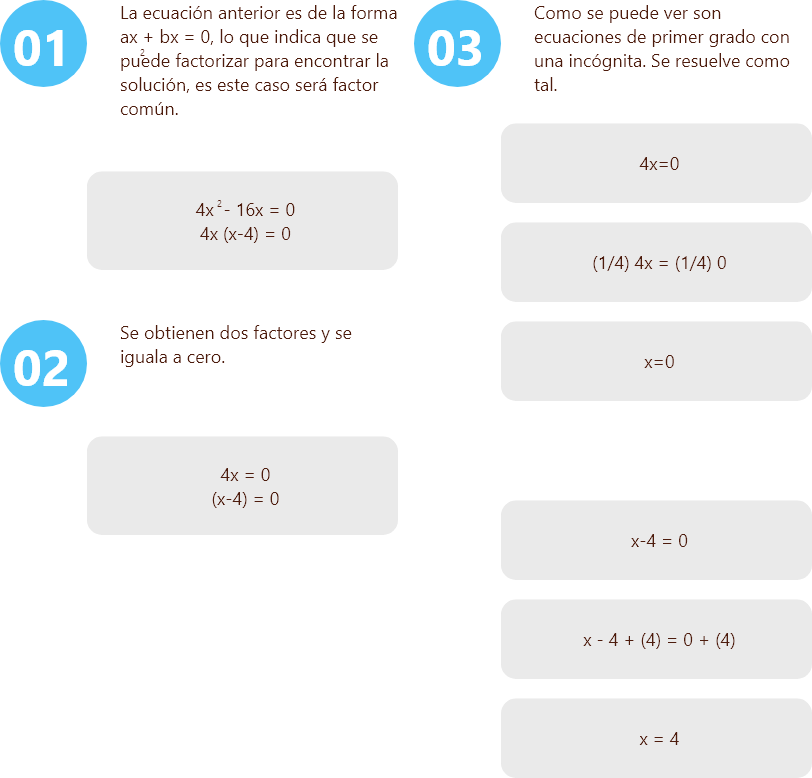 01
La ecuación anterior es de la forma
ax + bx = 0, lo que indica que se
2
puede factorizar para encontrar la
solución, es este caso será factor
común.
4x² - 16x = 0
4x (x-4) = 0
02
Se obtienen dos factores y se
iguala a cero.
4x = 0
(x-4) = 0
03
Como se puede ver son
ecuaciones de primer grado con
una incógnita. Se resuelve como
tal.
4x=0
(1/4) 4x = (1/4) 0
x=0
x-4 = 0
x - 4 + (4) = 0 + (4)
x = 4